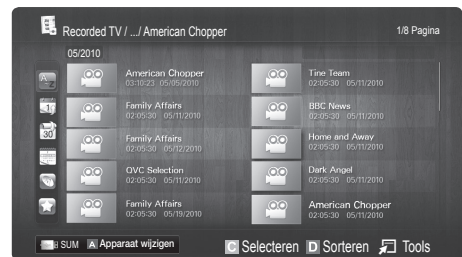 Recorded TV / .../ American Chopper
1/8 Pagina
05/2010
American Chopper
03:10:23 05/05/2010
Tine Team
02:05:30 05/11/2010
Family Affairs
02:05:30 05/11/2010
BBC News
02:05:30 05/11/2010
Family Affairs
02:05:30 05/12/2010
Home and Away
02:05:30 05/11/2010
QVC Selection
02:05:30 05/11/2010
Dark Angel
02:05:30 05/11/2010
Family Affairs
02:05:30 05/19/2010
American Chopper
02:05:30 05/11/2010
1
30
SUM A Apparaat wijzigen C Selecteren D Sorteren Tools